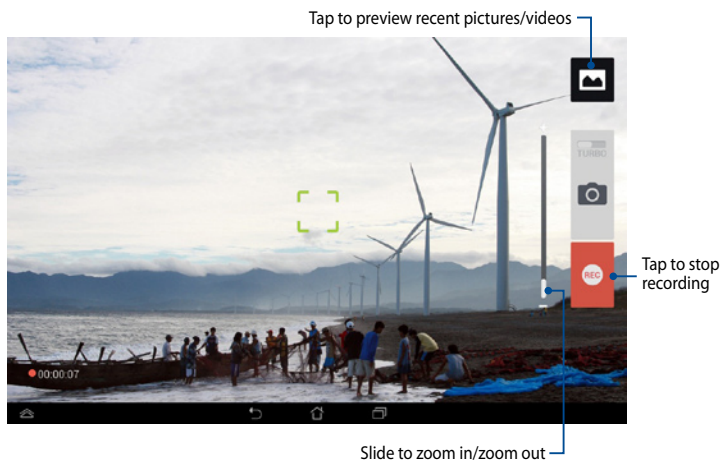 Tap to preview recent pictures/videos
TURBO
REC
Tap to stop
recording
00:00:07
Slide to zoom in/zoom out